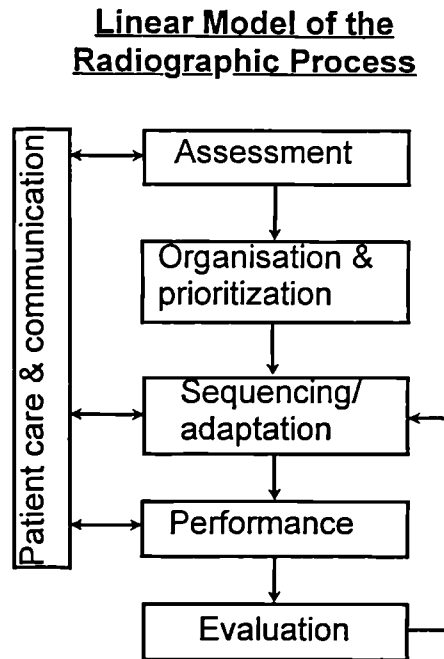 Linear Model of the
Radiographic Process
Patient care & communication
Assessment
Organisation &
prioritization
Sequencing/
adaptation
Performance
Evaluation